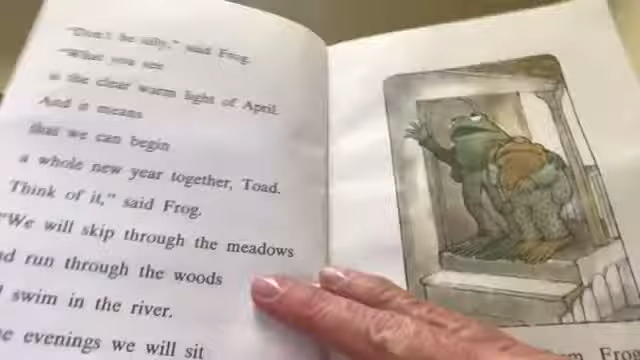 "Don't be silly," said Frog.
"What you see
is the clear warm light of April.
And it means
that we can begin
a whole new year together, Toad.
Think of it," said Frog.
"We will skip through the meadows
run through the woods
swim in the river.
evenings we will sit